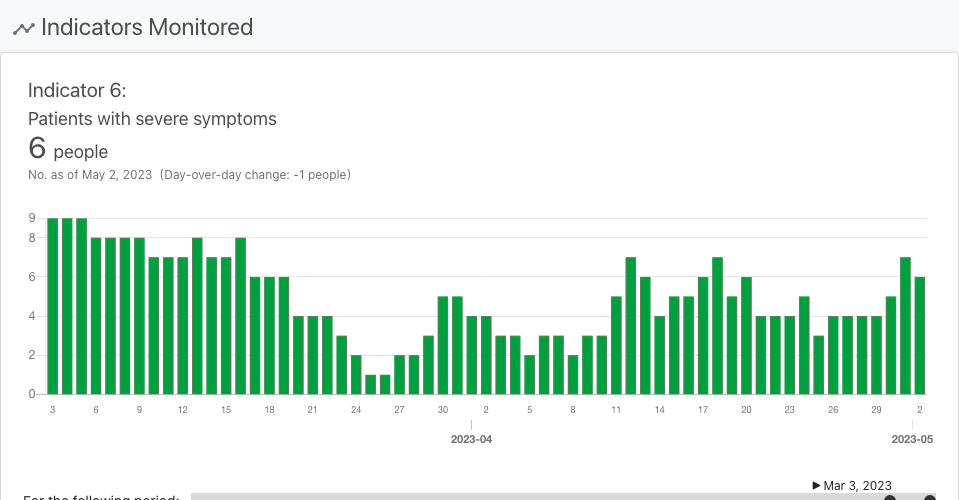 Indicators Monitored
Indicator 6:
Patients with severe symptoms
6 people
No. as of May 2, 2023 (Day-over-day change: -1 people)
9
8
6
4
2
0
3 6 9 12 15 18 21 24 27 30 2 5 8 11 14 17 20 23 26 29 2
2023-04 2023-05
▶ Mar 3, 2023
For the following period: